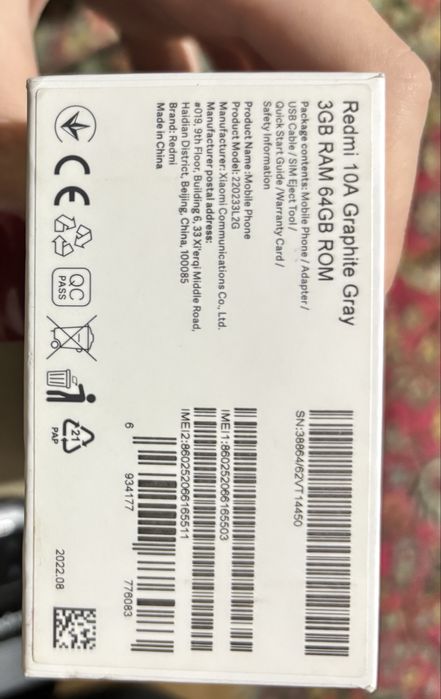 Redmi 10A Graphite Gray
3GB RAM 64GB ROM
Package contents: Mobile Phone / Adapter /
USB Cable / SIM Eject Tool /
Quick Start Guide /Warranty Card /
Safety Information
Product Name :Mobile Phone
Product Model: 220233L2G
Manufacturer: Xiaomi Communications Co., Ltd.
Manufacturer postal address:
#019, 9th Floor, Building 6, 33 Xi'erqi Middle Road,
Haidian District, Beijing, China, 100085
Brand: Redmi
Made in China
SN:38864/62VT14450
IMEI1:860252066165503
IMEI2:860252066165511
6 934177 776083
CE
QC
PASS
21
PAP
2022.08